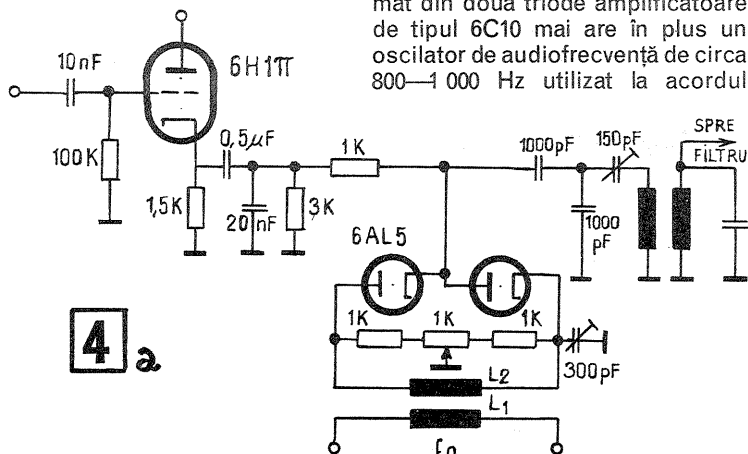 mat din două triode amplificatoare
de tipul 6C10 mai are în plus un
oscilator de audiofrecvență de circa
800—1 000 Hz utilizat la acordul
10nF
6H1π
100K
0,5µF
1,5K
20nF
3K
1K
1000pF
150pF
SPRE
FILTRU
1000
pF
6AL5
1K
1K
1K
300pF
L2
L1
4 a